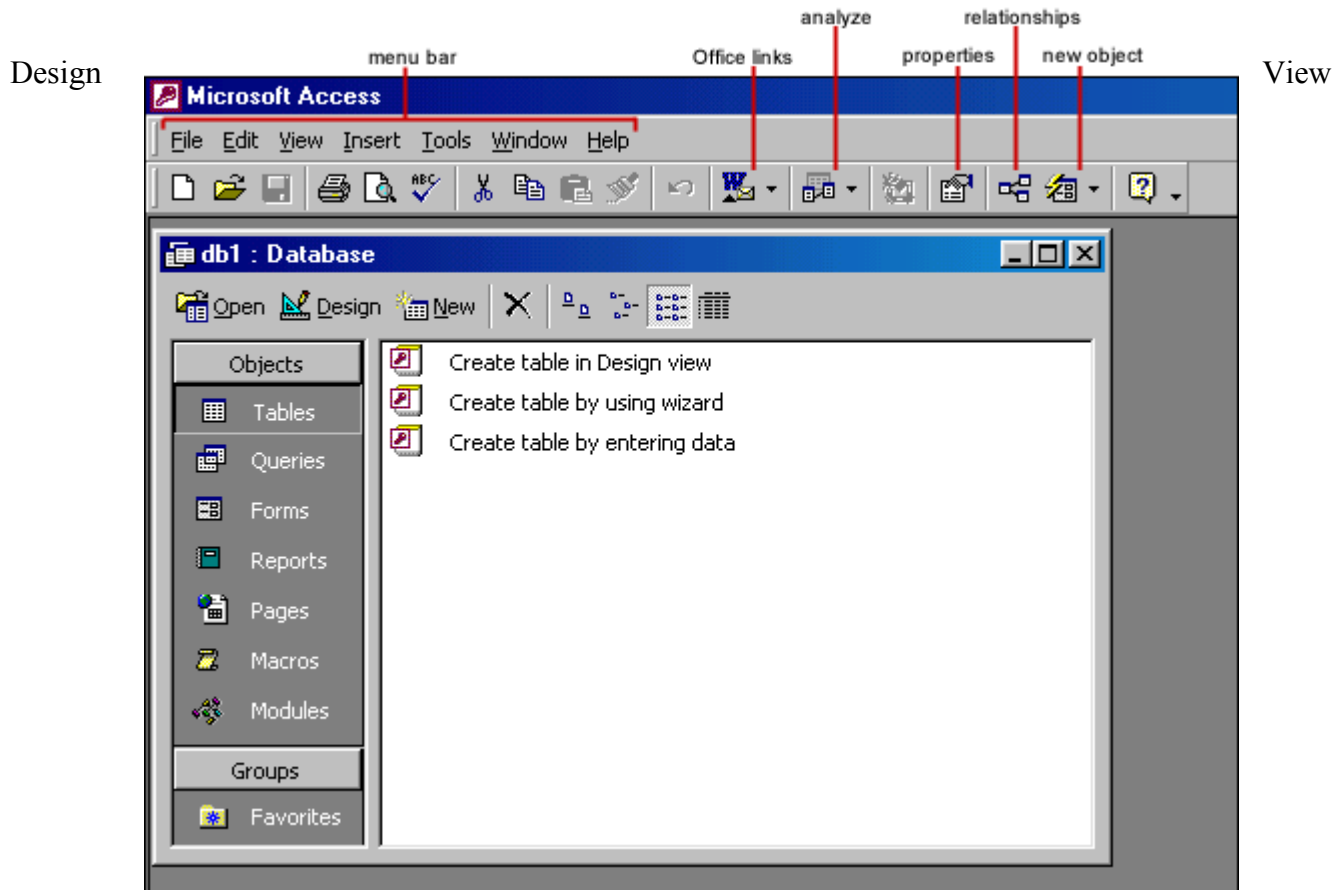 analyze relationships
menu bar Office links properties new object
Design View
Microsoft Access
File Edit View Insert Tools Window Help
ABC
W
?
db1 : Database
Open Design New
Objects
Tables
Queries
Forms
Reports
Pages
Macros
Modules
Groups
Favorites
Create table in Design view
Create table by using wizard
Create table by entering data